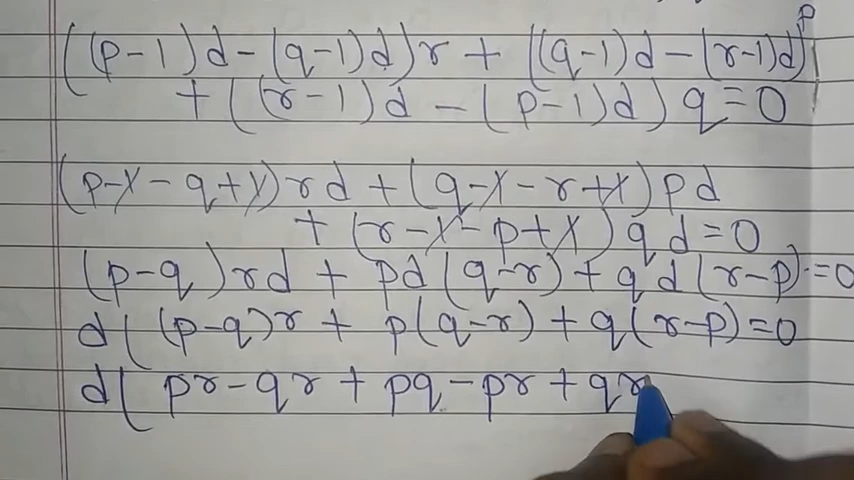 ((p-1)d-(q-1)d)r + ((q-1)d-(r-1)d)p
+ ((r-1)d - (p-1)d) q = 0
(p-1-q+1)rd + (q-1-r+1)pd
+ (r-1-p+1)qd = 0
(p-q)rd + pd(q-r) + qd(r-p) = 0
d((p-q)r + p(q-r) + q(r-p) = 0
d( pr-qr + pq-pr + qr